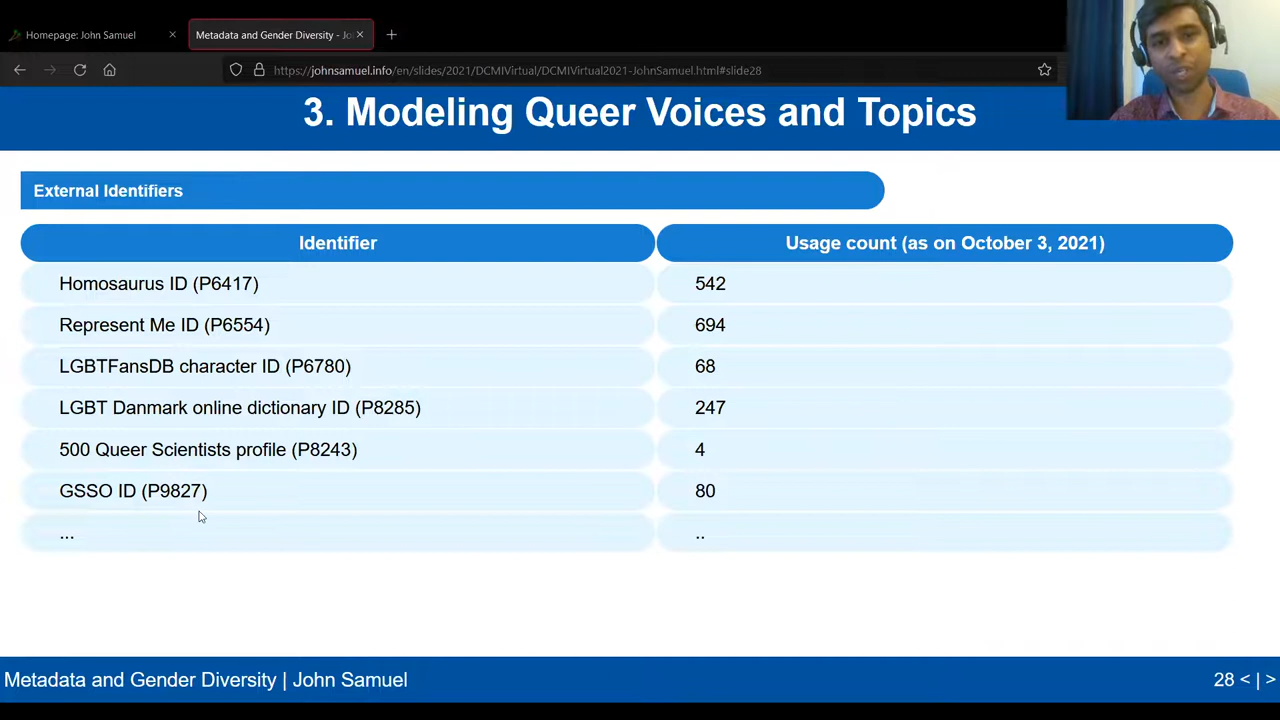 Homepage: John Samuel
Metadata and Gender Diversity - Jo
https://johnsamuel.info/en/slides/2021/DCMIVirtual/DCMIVirtual2021-JohnSamuel.html#slide28
3. Modeling Queer Voices and Topics
External Identifiers
Identifier Usage count (as on October 3, 2021)
Homosaurus ID (P6417) 542
Represent Me ID (P6554) 694
LGBTFansDB character ID (P6780) 68
LGBT Danmark online dictionary ID (P8285) 247
500 Queer Scientists profile (P8243) 4
GSSO ID (P9827) 80
... ..
Metadata and Gender Diversity | John Samuel 28 < | >